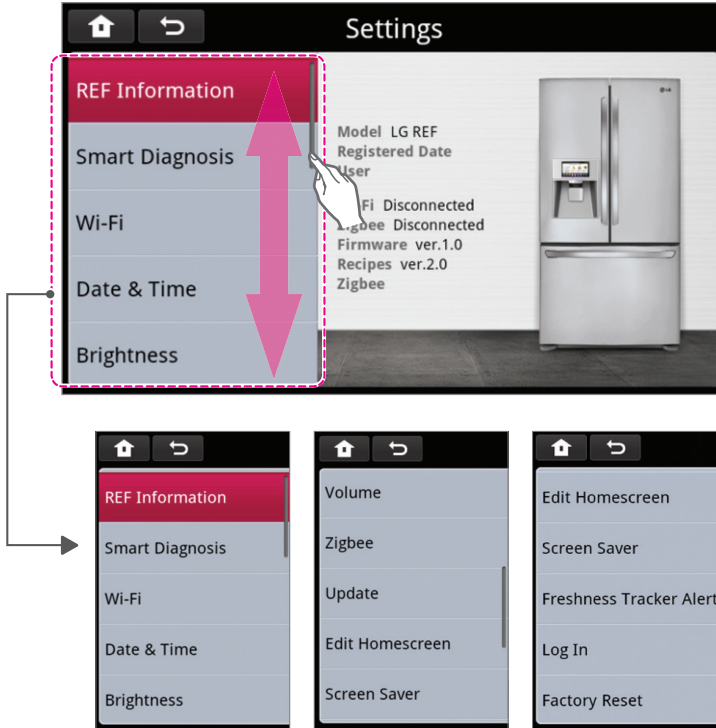 Settings
REF Information
Smart Diagnosis
Wi-Fi
Date & Time
Brightness
Model LG REF
Registered Date
User
Fi Disconnected
Zigbee Disconnected
Firmware ver.1.0
Recipes ver.2.0
Zigbee
LG
REF Information
Smart Diagnosis
Wi-Fi
Date & Time
Brightness
Volume
Zigbee
Update
Edit Homescreen
Screen Saver
Edit Homescreen
Screen Saver
Freshness Tracker Alert
Log In
Factory Reset